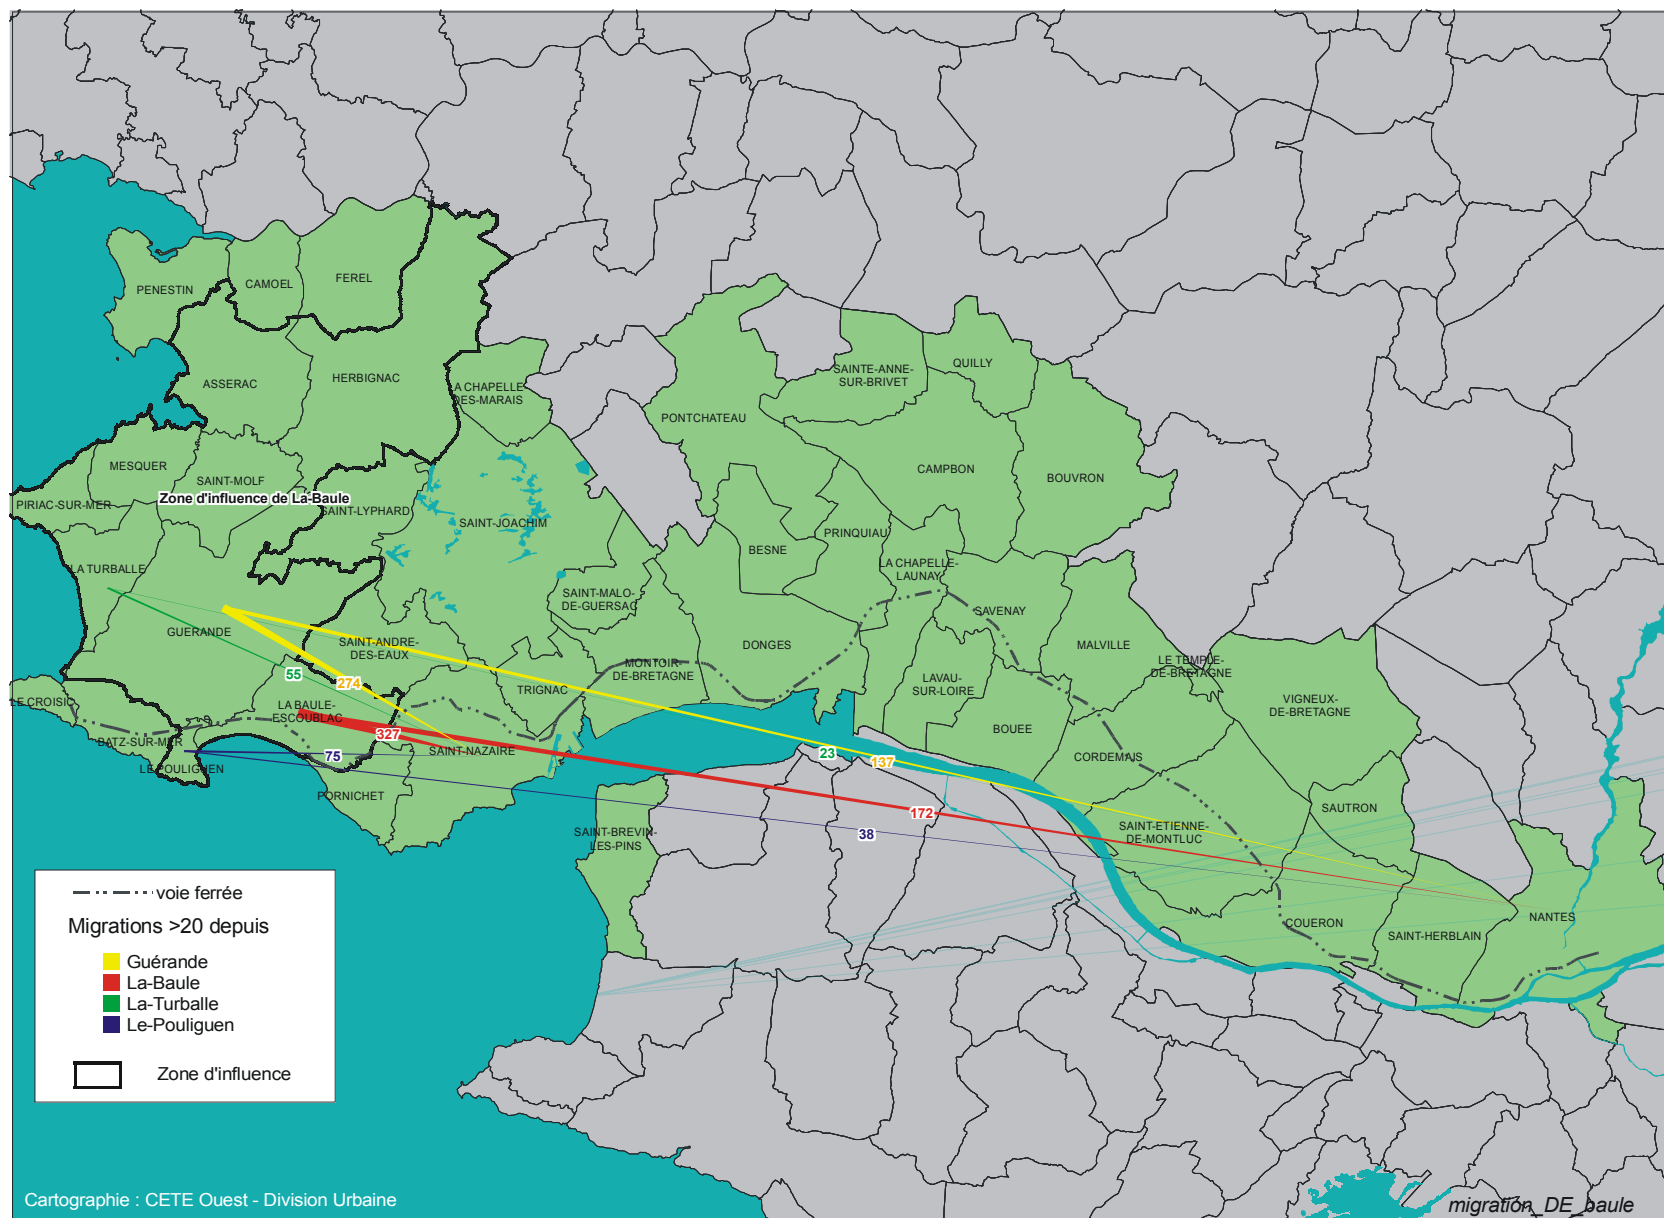 PENESTIN
CAMOEL
FEREL
ASSERAC
HERBIGNAC
LA CHAPELLE
DES-MARAIS
SAINTE-ANNE-
SUR-BRIVET
QUILLY
PONTCHATEAU
MESQUER
SAINT-MOLF
CAMPBON
BOUVRON
Zone d'influence de La-Baule
PIRIAC-SUR-MER
SAINT-LYPHARD
SAINT-JOACHIM
PRINQUIAU
BESNE
LA CHAPELLE-
LAUNAY
LA TURBALLE
SAINT-MALO-
DE-GUERSAC
SAVENAY
GUERANDE
SAINT-ANDRE-
DES-EAUX
DONGES
MALVILLE
LE TEMPLE-
DE-BRETAGNE
MONTOIR-
DE-BRETAGNE
55
274
TRIGNAC
LAVAU-
SUR-LOIRE
VIGNEUX-
DE-BRETAGNE
LE CROISIC
LA BAULE-
ESCOUBLAC
327
BOUEE
BATZ-SUR-MER
75
SAINT-NAZAIRE
23
137
CORDEMAIS
LE POULIGUEN
PORNICHET
SAUTRON
172
38
SAINT-BREVIN-
LES-PINS
SAINT-ETIENNE-
DE-MONTLUC
COUERON
SAINT-HERBLAIN
NANTES
voie ferrée
Migrations >20 depuis
Guérande
La-Baule
La-Turballe
Le-Pouliguen
Zone d'influence
Cartographie : CETE Ouest - Division Urbaine
migration_DE_baule